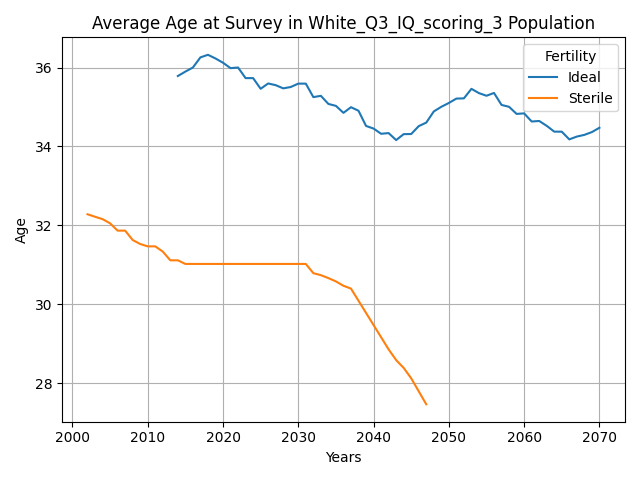 Average Age at Survey in White_Q3_IQ_scoring_3 Population
Fertility
Ideal
Sterile
Age
36
34
32
30
28
2000 2010 2020 2030 2040 2050 2060 2070
Years